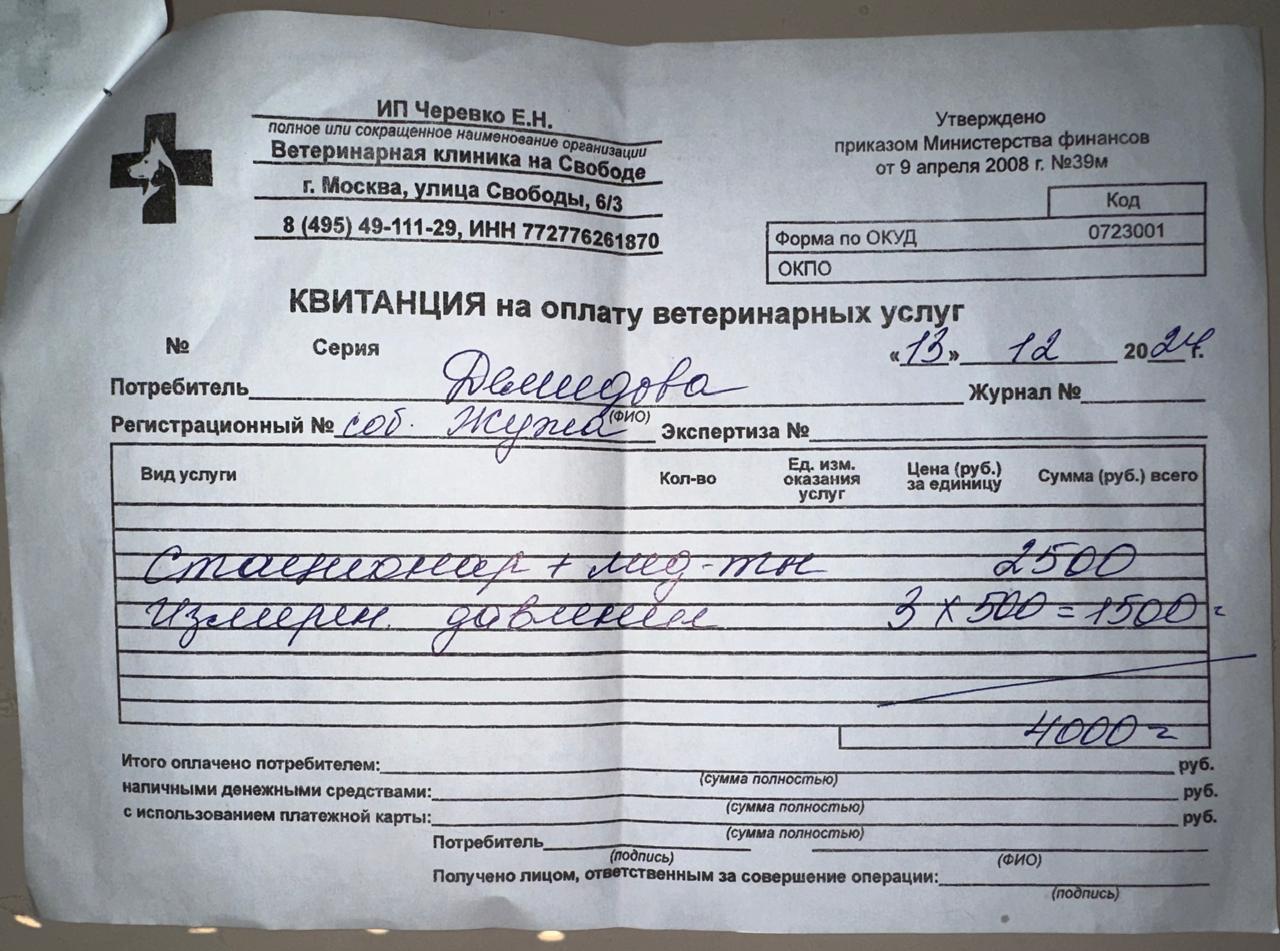 ИП Черевко Е.Н.
полное или сокращенное наименование организации
Ветеринарная клиника на Свободе
г. Москва, улица Свободы, 6/3
8 (495) 49-111-29, ИНН 772776261870
Утверждено
приказом Министерства финансов
от 9 апреля 2008 г. №39м
Код
Форма по ОКУД 0723001
ОКПО
КВИТАНЦИЯ на оплату ветеринарных услуг
№ Серия «13» 12 2024 г.
Потребитель Демидова Журнал №
(ФИО)
Регистрационный № соб. Жужа Экспертиза №
Вид услуги Кол-во Ед. изм. оказания услуг Цена (руб.) за единицу Сумма (руб.) всего
Стационар + мед-ты 2500
Измерен. давления 3 х 500 = 1500=
4000=
Итого оплачено потребителем: руб.
(сумма полностью)
наличными денежными средствами: руб.
(сумма полностью)
с использованием платежной карты: руб.
(сумма полностью)
Потребитель
(подпись) (ФИО)
Получено лицом, ответственным за совершение операции:
(подпись)